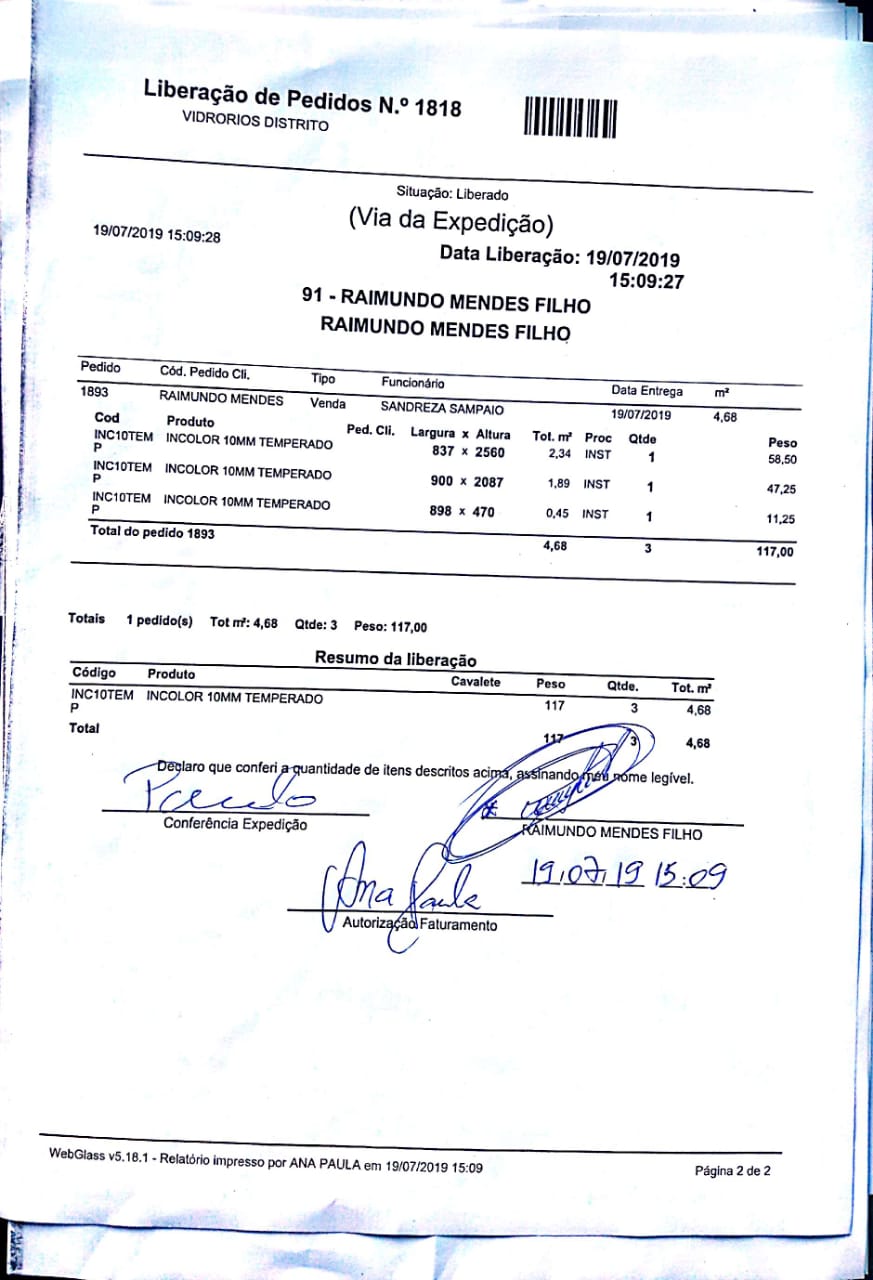 Liberação de Pedidos N.º 1818
VIDRORIOS DISTRITO
Situação: Liberado
(Via da Expedição)
19/07/2019 15:09:28
Data Liberação: 19/07/2019
15:09:27
91 - RAIMUNDO MENDES FILHO
RAIMUNDO MENDES FILHO
Pedido Cód. Pedido Cli. Tipo Funcionário Data Entrega m²
1893 RAIMUNDO MENDES Venda SANDREZA SAMPAIO 19/07/2019 4,68
Cod Produto Ped. Cli. Largura x Altura Tot. m² Proc Qtde Peso
INC10TEM INCOLOR 10MM TEMPERADO 837 x 2560 2,34 INST 1 58,50
P
INC10TEM INCOLOR 10MM TEMPERADO 900 x 2087 1,89 INST 1 47,25
P
INC10TEM INCOLOR 10MM TEMPERADO 898 x 470 0,45 INST 1 11,25
P
Total do pedido 1893 4,68 3 117,00
Totais 1 pedido(s) Tot m²: 4,68 Qtde: 3 Peso: 117,00
Resumo da liberação
Código Produto Cavalete Peso Qtde. Tot. m²
INC10TEM INCOLOR 10MM TEMPERADO 117 3 4,68
P
Total 117 3 4,68
Declaro que conferi a quantidade de itens descritos acima, assinando meu nome legível.
Conferência Expedição
RAIMUNDO MENDES FILHO
19/07/19 15:09
Ana Paula
Autorização Faturamento
WebGlass v5.18.1 - Relatório impresso por ANA PAULA em 19/07/2019 15:09
Página 2 de 2